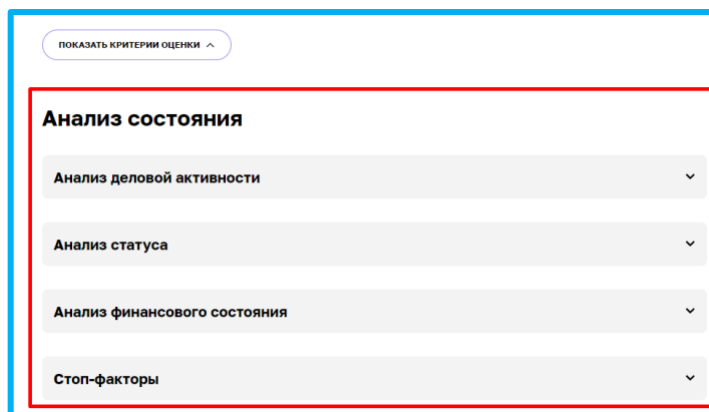 ПОКАЗАТЬ КРИТЕРИИ ОЦЕНКИ
Анализ состояния
Анализ деловой активности
Анализ статуса
Анализ финансового состояния
Стоп-факторы